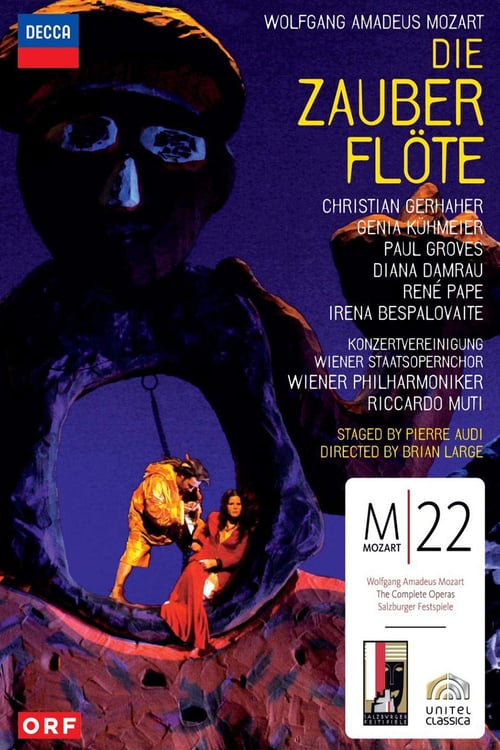 DECCA
WOLFGANG AMADEUS MOZART
DIE
ZAUBER
FLÖTE
CHRISTIAN GERHAHER
GENIA KÜHMEIER
PAUL GROVES
DIANA DAMRAU
RENÉ PAPE
IRENA BESPALOVAITE
KONZERTVEREINIGUNG
WIENER STAATSOPERNCHOR
WIENER PHILHARMONIKER
RICCARDO MUTI
STAGED BY PIERRE AUDI
DIRECTED BY BRIAN LARGE
M|22
MOZART
Wolfgang Amadeus Mozart
The Complete Operas
Salzburger Festspiele
SALZBURGER
FESTSPIELE
UNITEL
CLASSICA
ORF